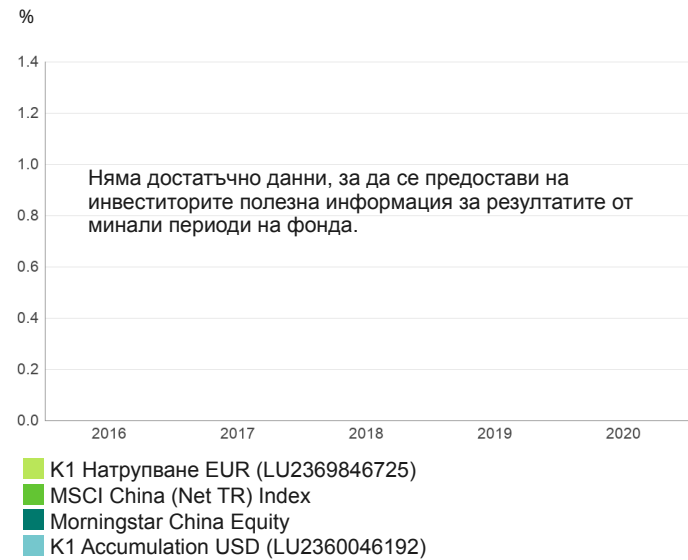 %
1.4
1.2
1.0
Няма достатъчно данни, за да се предостави на
инвеститорите полезна информация за резултатите от
0.8
минали периоди на фонда.
0.6
0.4
0.2
0.0
2016 2017 2018 2019 2020
К1 Натрупване EUR (LU2369846725)
MSCI China (Net TR) Index
Morningstar China Equity
K1 Accumulation USD (LU2360046192)